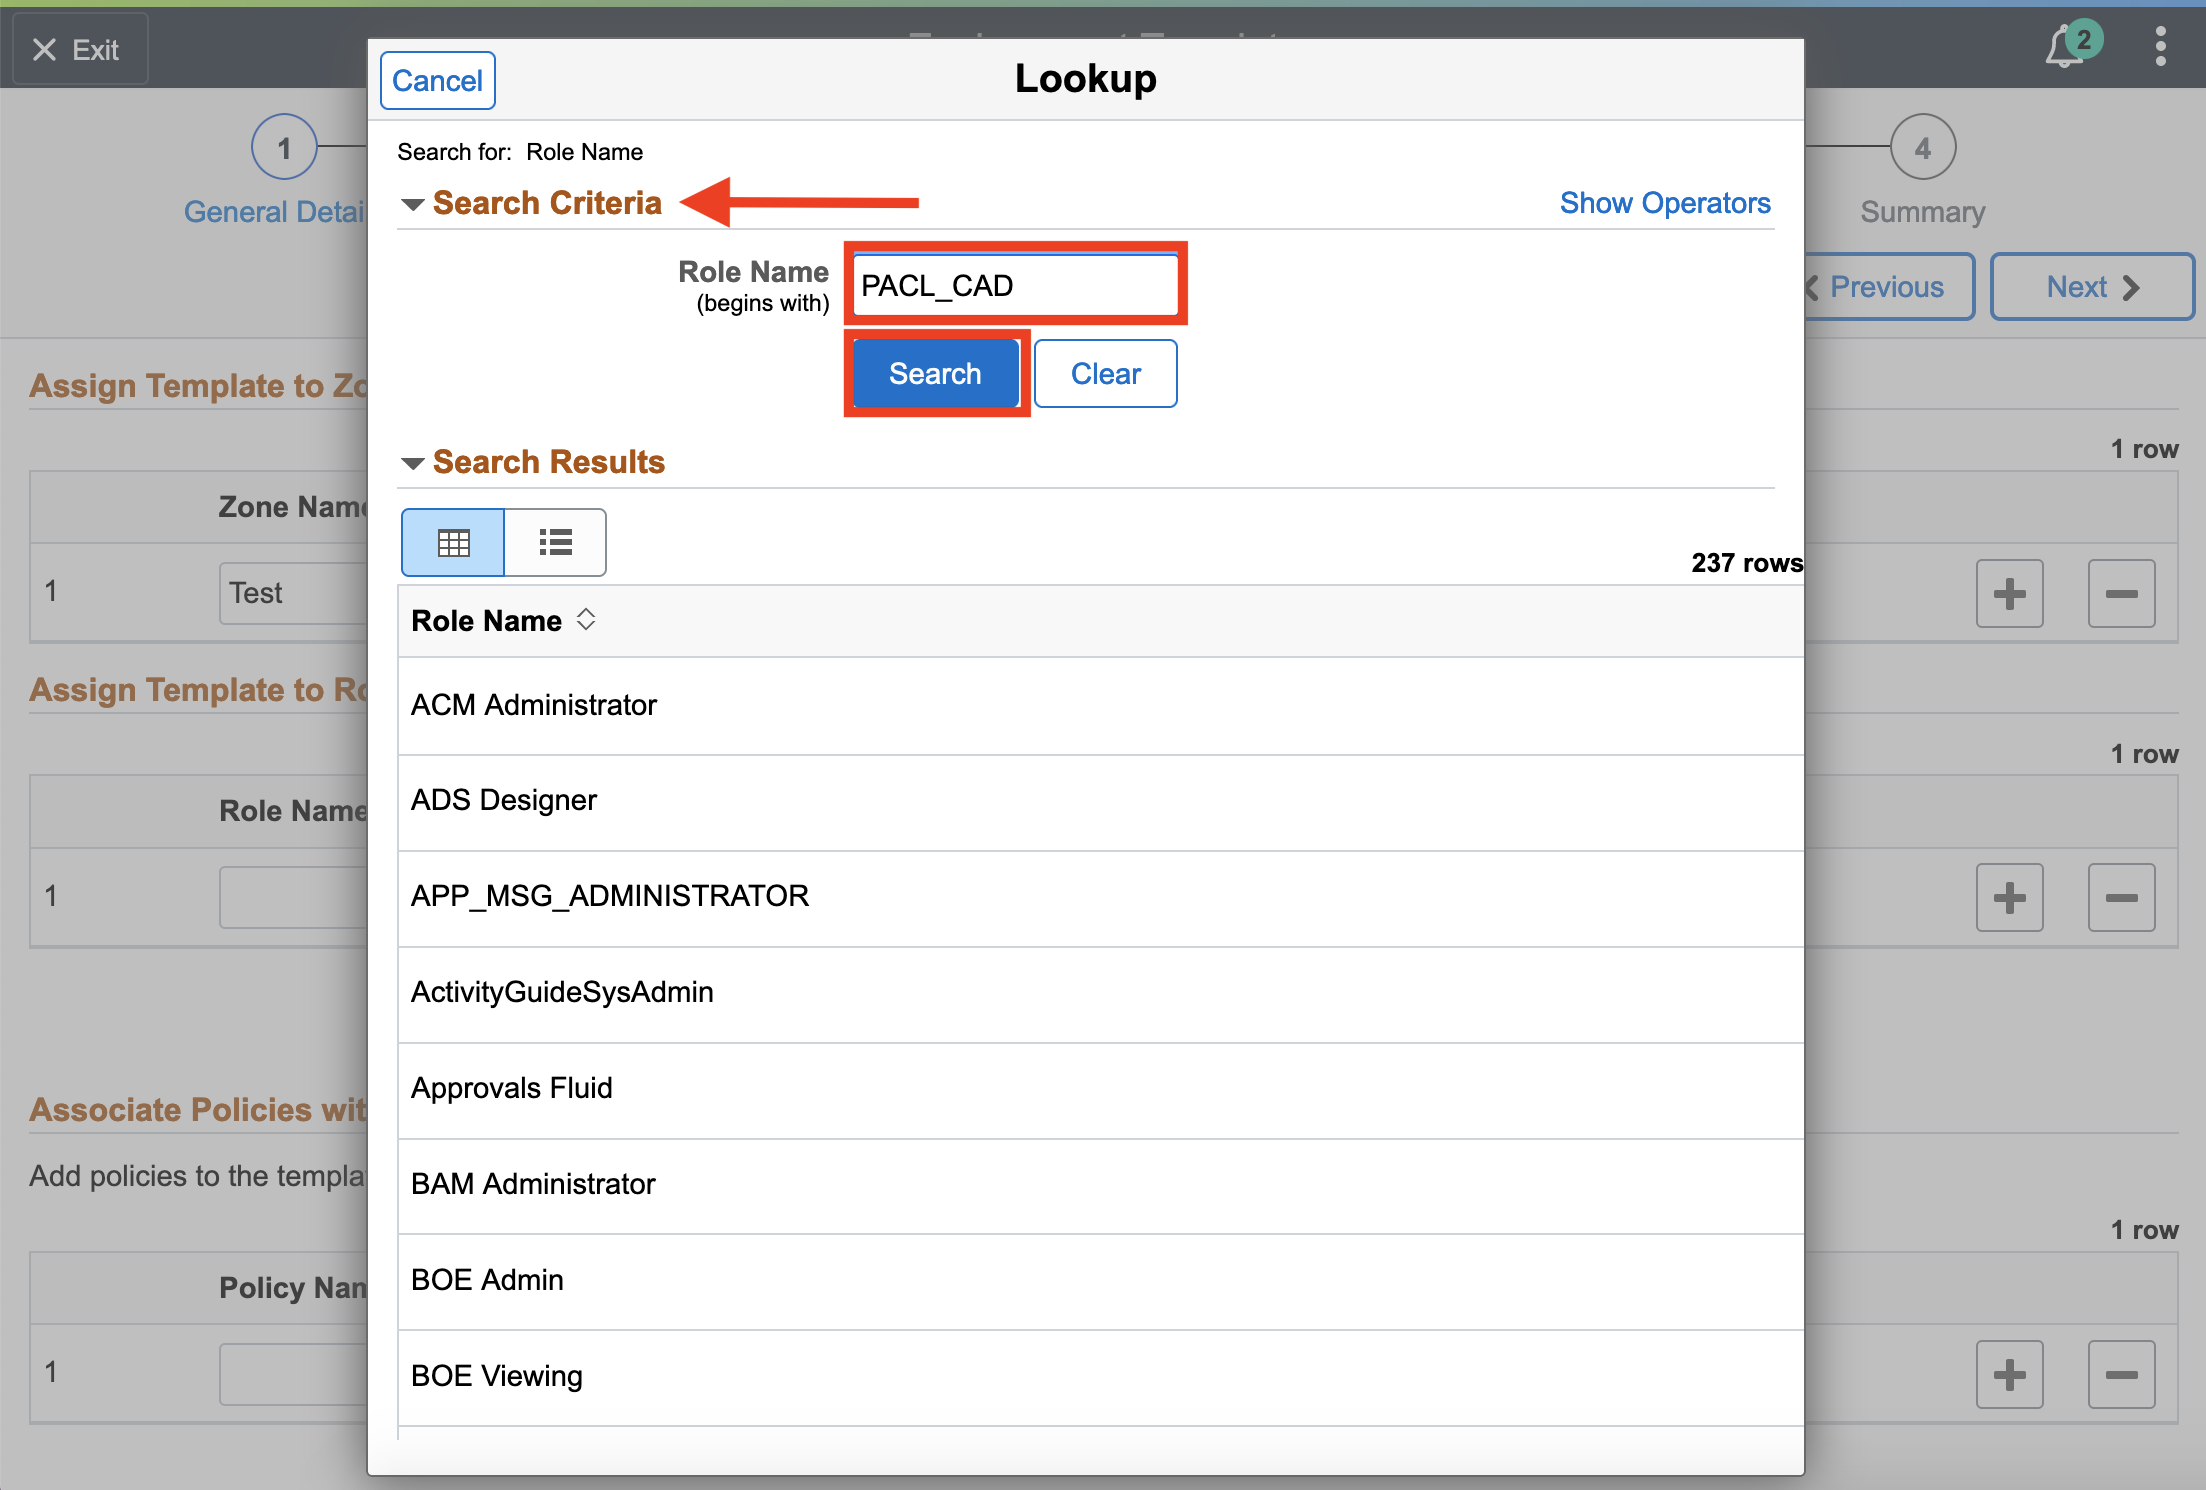 Exit
2
Cancel
Lookup
1
General Detai
4
Summary
Previous
Next
Search for: Role Name
Search Criteria
Show Operators
Role Name
(begins with)
PACL_CAD
Search
Clear
Search Results
237 rows
Role Name
ACM Administrator
ADS Designer
APP_MSG_ADMINISTRATOR
ActivityGuideSysAdmin
Approvals Fluid
BAM Administrator
BOE Admin
BOE Viewing
Assign Template to Zo
1 row
Zone Name
1
Test
Assign Template to Ro
1 row
Role Name
1
Associate Policies wit
Add policies to the templa
1 row
Policy Nam
1